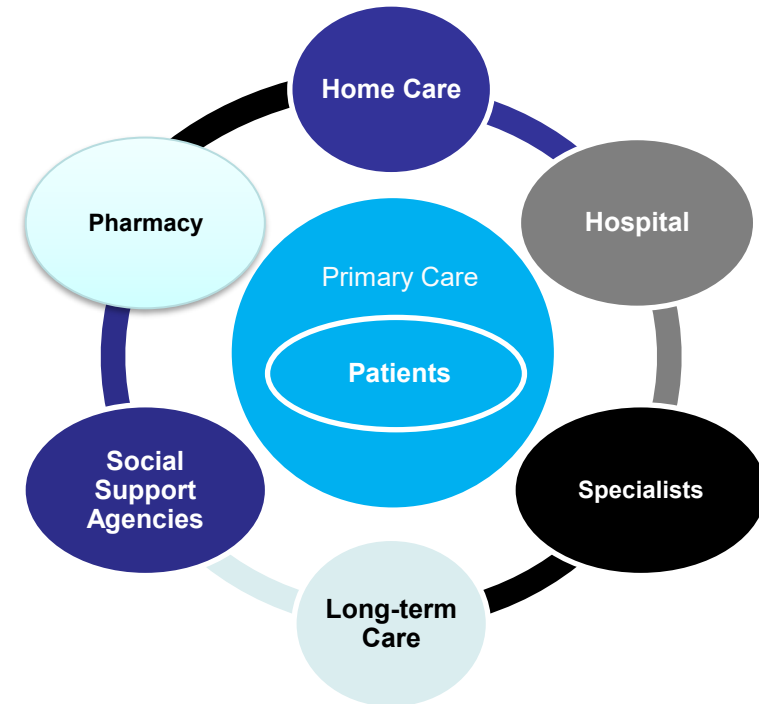 Home Care
Pharmacy
Hospital
Primary Care
Patients
Social
Support
Agencies
Specialists
Long-term
Care